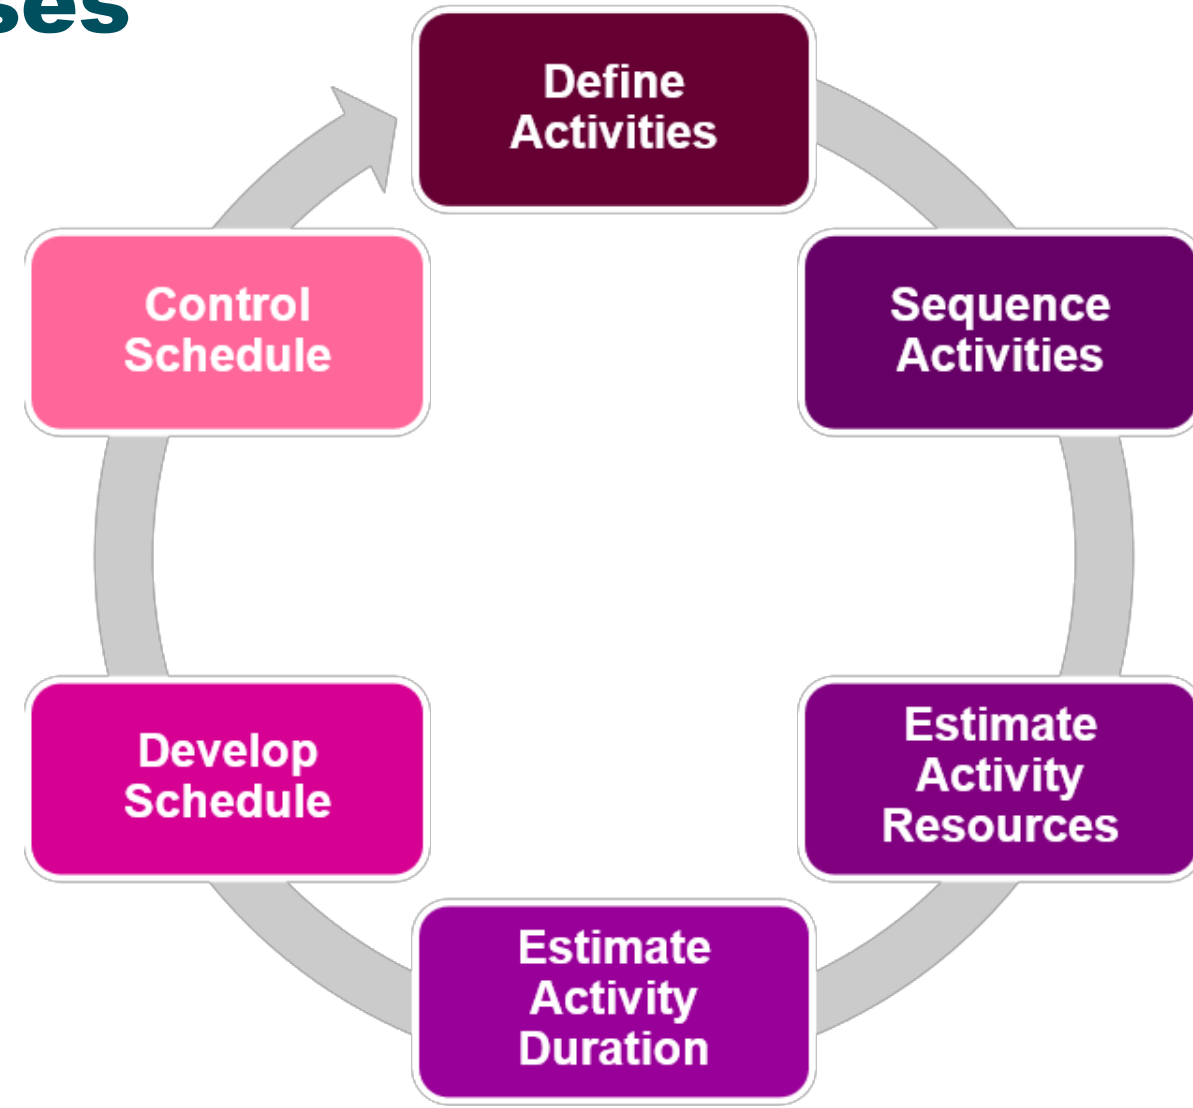 Define
Activities
Sequence
Activities
Estimate
Activity
Resources
Estimate
Activity
Duration
Develop
Schedule
Control
Schedule